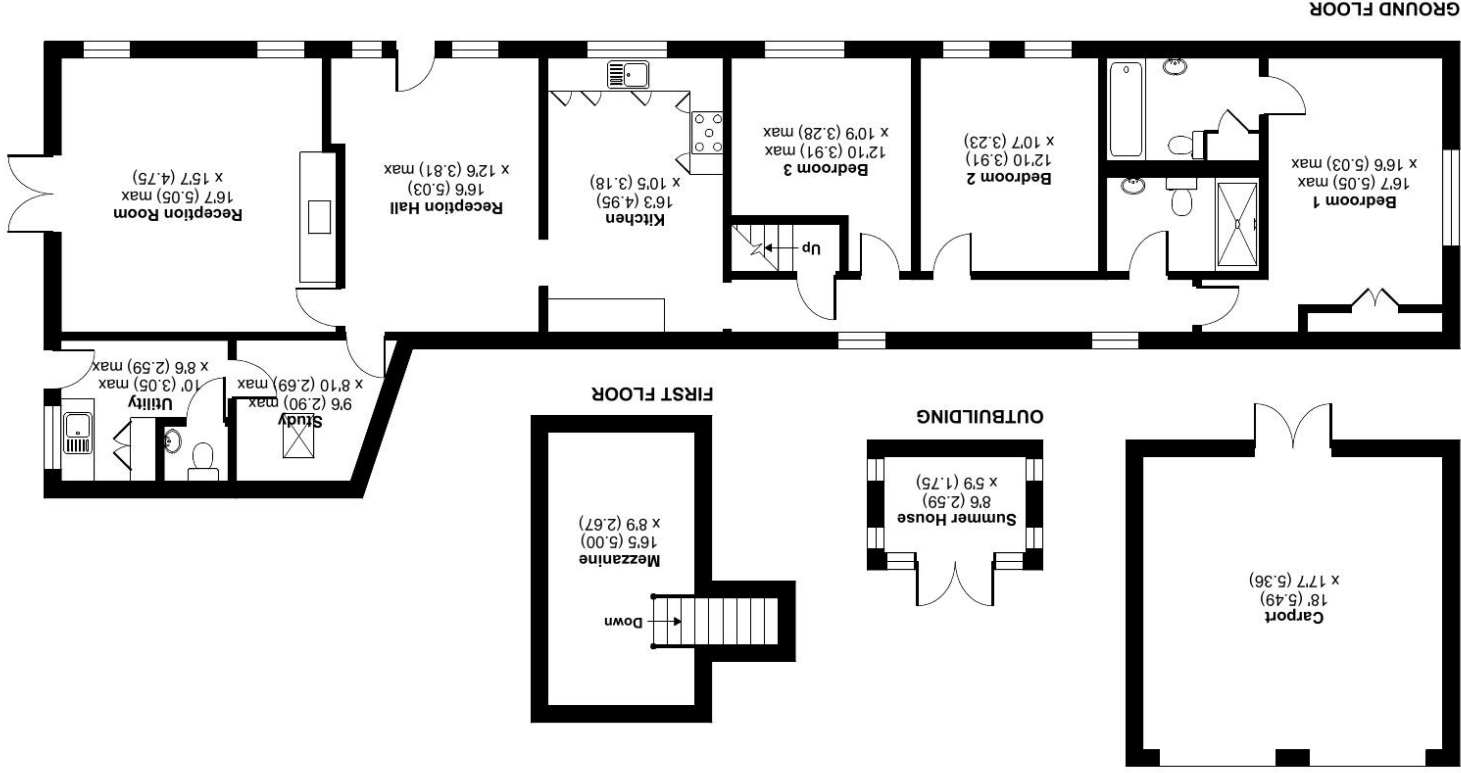 Carport
18' (5.49)
x 17'7 (5.36)
Down
Mezzanine
16'5 (5.00)
x 8'9 (2.67)
Summer House
8'6 (2.59)
x 5'9 (1.75)
OUTBUILDING
FIRST FLOOR
Study
9'6 (2.90) max
x 8'10 (2.69) max
Utility
10' (3.05) max
x 8'6 (2.59) max
Up
Bedroom 1
16'7 (5.05) max
x 16'6 (5.03) max
Bedroom 2
12'10 (3.91)
x 10'7 (3.23)
Bedroom 3
12'10 (3.91) max
x 10'9 (3.28) max
Kitchen
16'3 (4.95)
x 10'5 (3.18)
Reception Hall
16'6 (5.03)
x 12'6 (3.81) max
Reception Room
16'7 (5.05) max
x 15'7 (4.75)
GROUND FLOOR